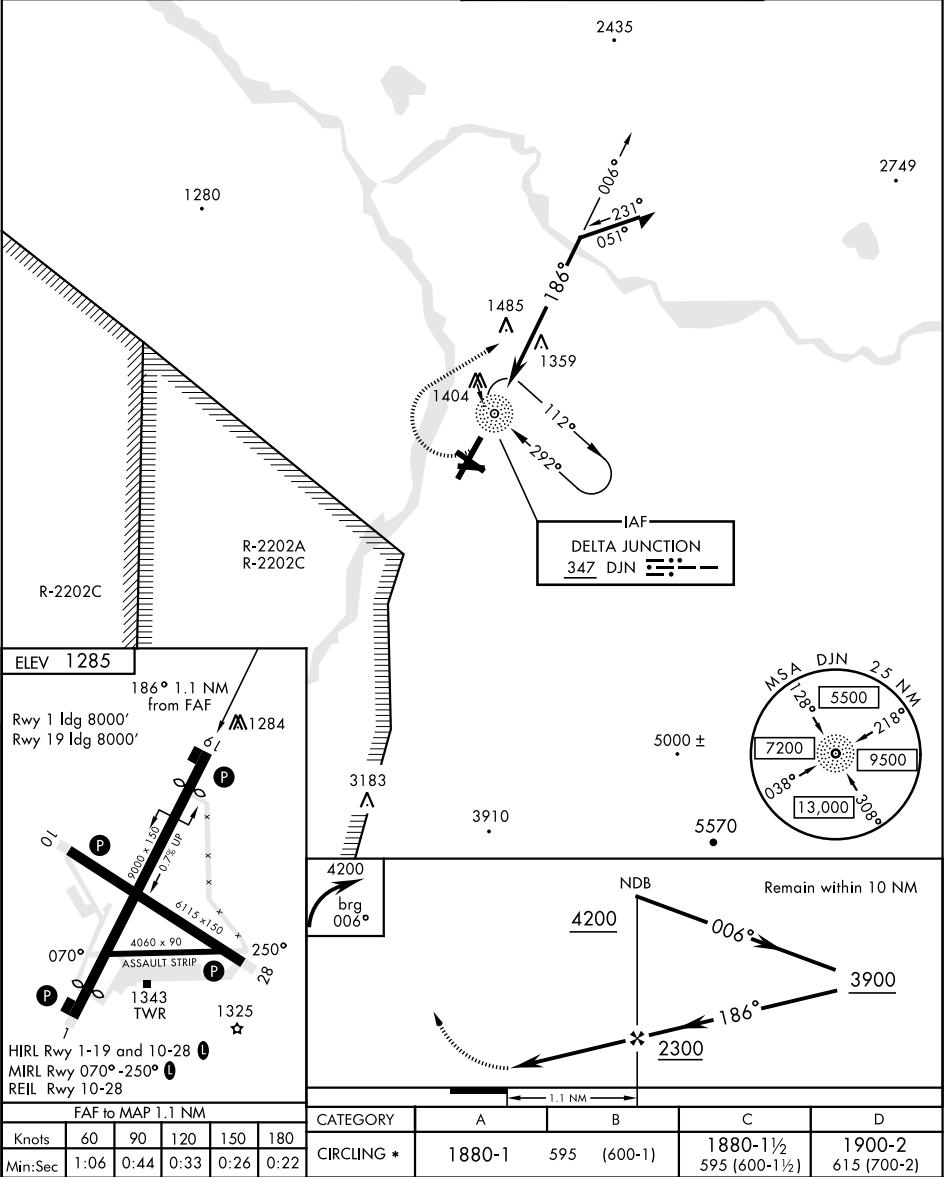 2435
2749
1280
006°
231°
051°
186°
1485
1359
1404
112°
292°
IAF
DELTA JUNCTION
347 DJN
R-2202A
R-2202C
R-2202C
ELEV 1285
186° 1.1 NM
from FAF
Rwy 1 ldg 8000’
Rwy 19 ldg 8000’
1284
19
P
10
P
9000 x 150
0.7% UP
6115 x150
4060 x 90
ASSAULT STRIP
070°
250°
P
28
P
1343
TWR
1325
1
HIRL Rwy 1-19 and 10-28 L
MIRL Rwy 070°-250° L
REIL Rwy 10-28
3183
3910
5000 ±
5570
MSA DJN 25 NM
128°
5500
218°
7200
9500
038°
13,000
308°
4200
brg
006°
NDB
Remain within 10 NM
4200
006°
3900
186°
2300
1.1 NM
FAF to MAP 1.1 NM
Knots 60 90 120 150 180
Min:Sec 1:06 0:44 0:33 0:26 0:22
CATEGORY A B C D
CIRCLING * 1880-1 595 (600-1) 1880-1½ 1900-2
595 (600-1½) 615 (700-2)